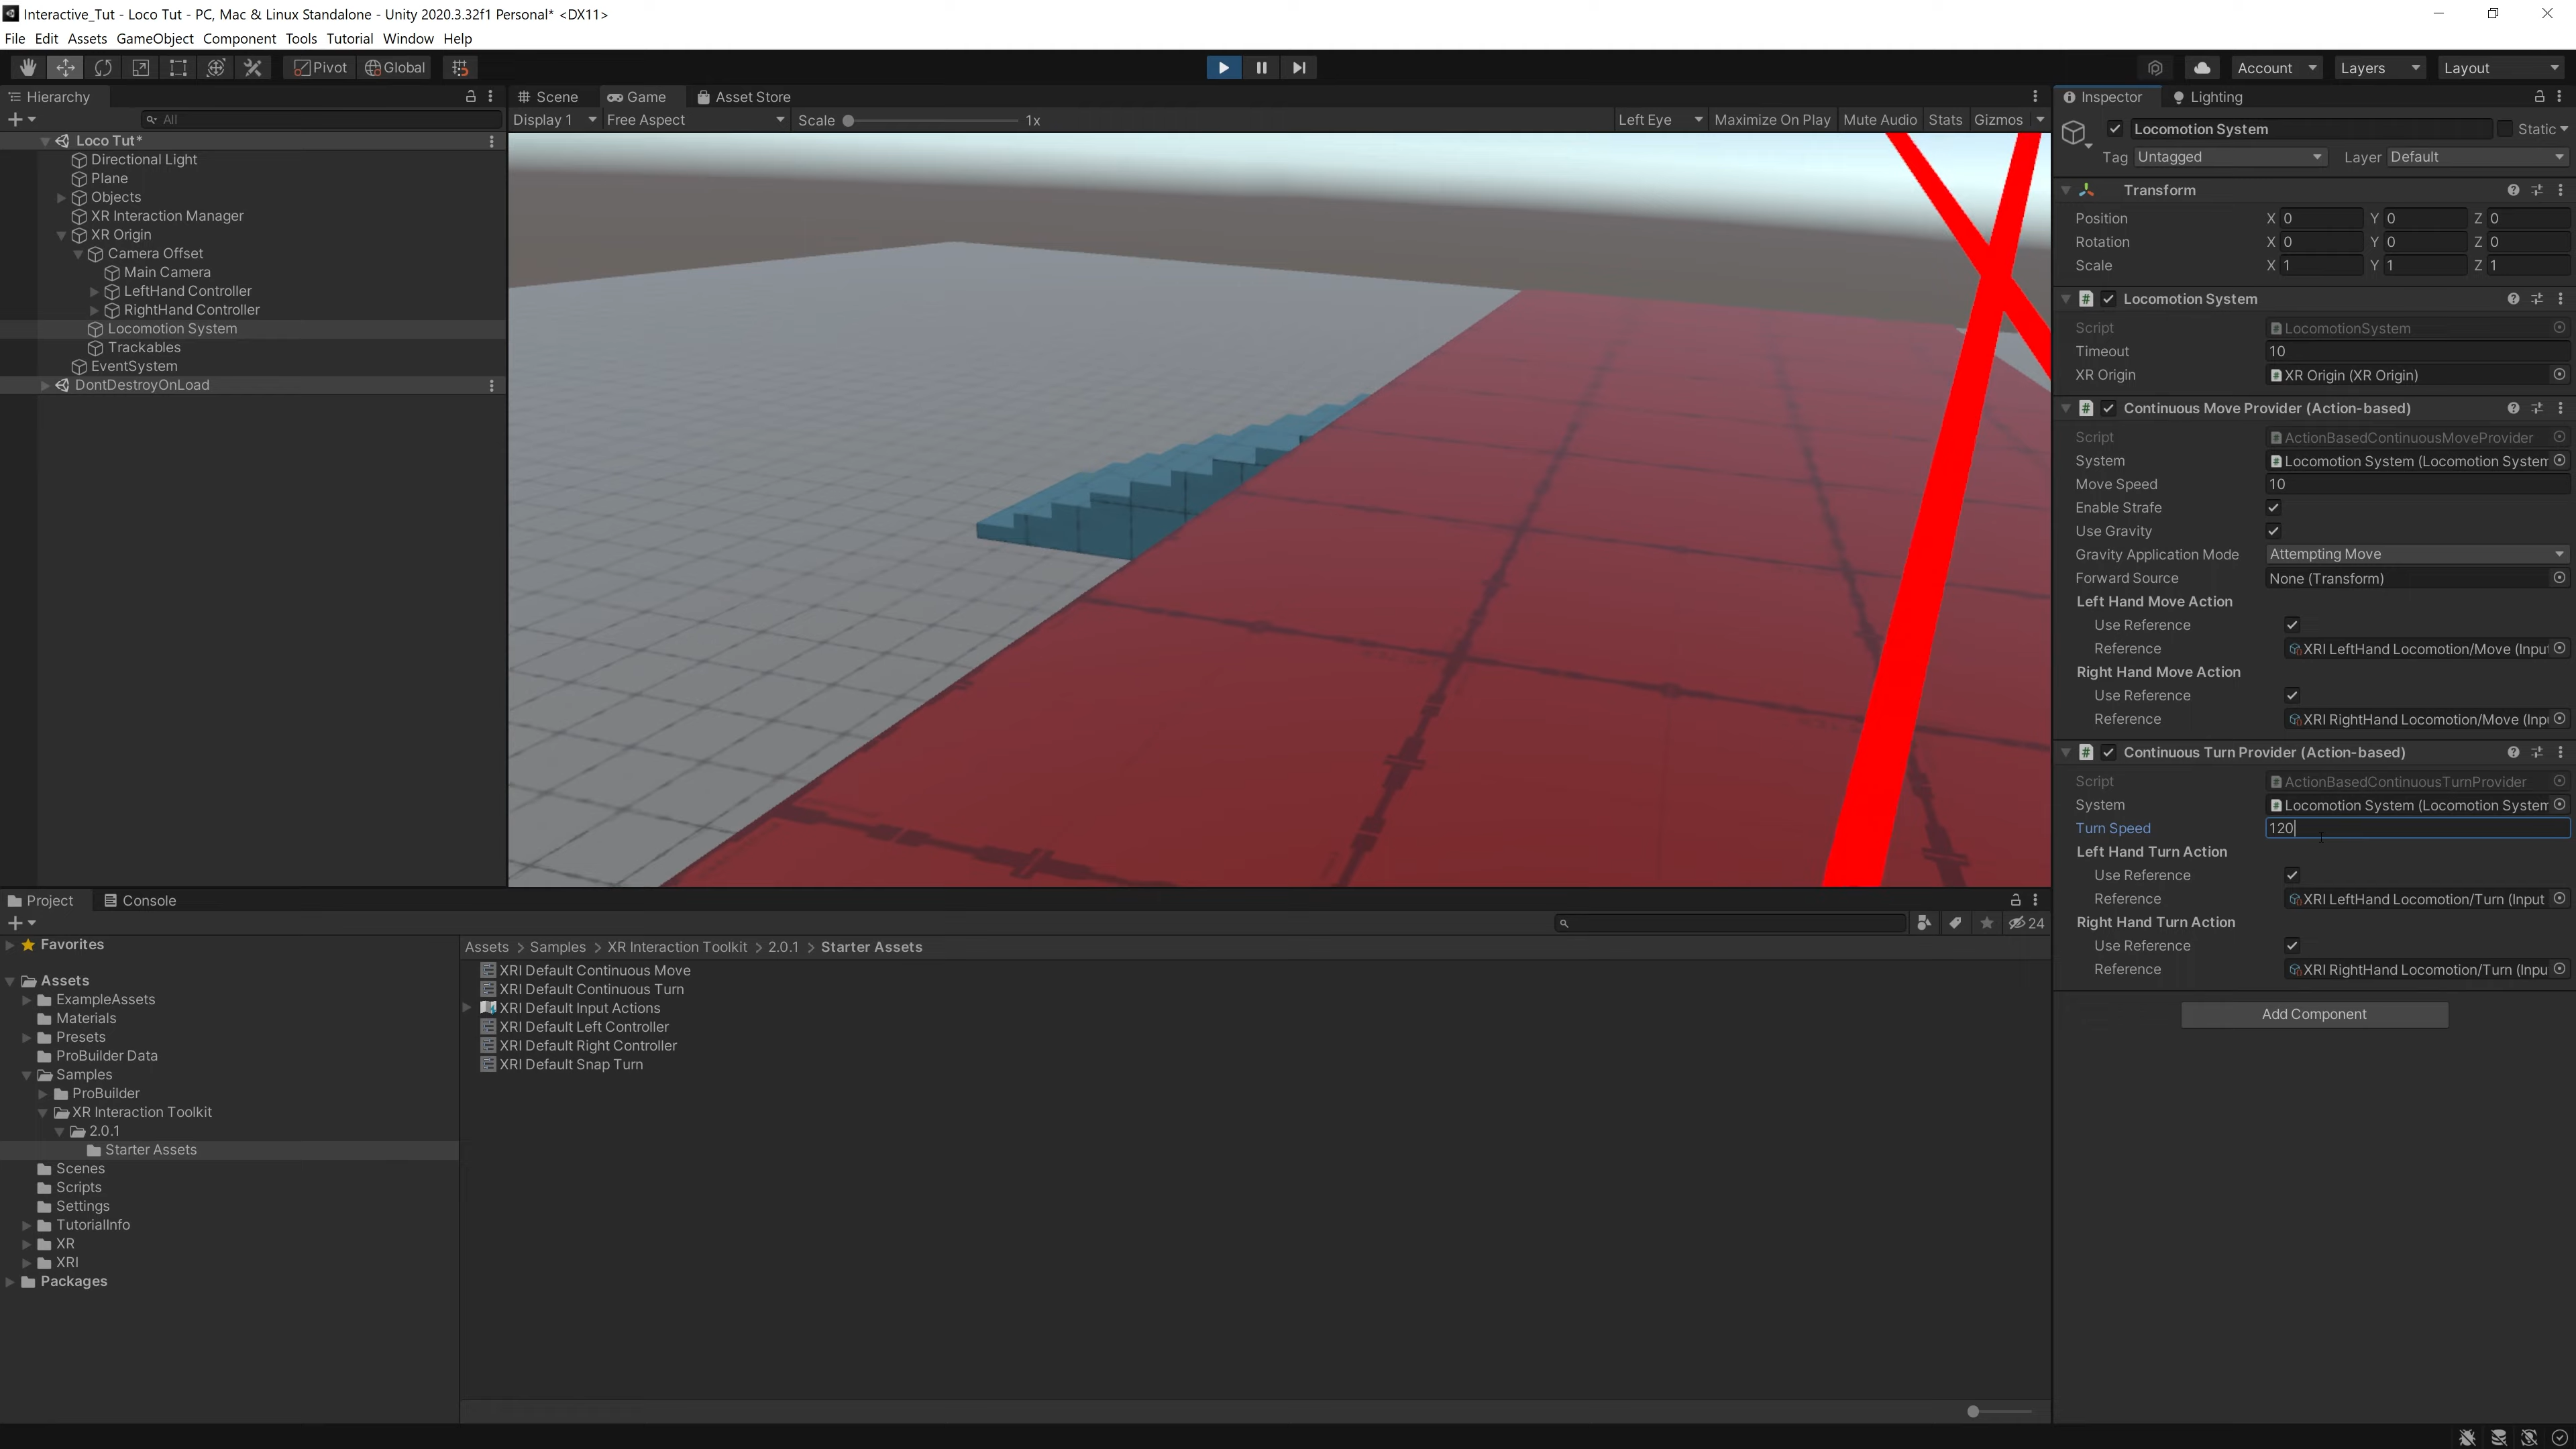 Interactive_Tut - Loco Tut - PC, Mac & Linux Standalone - Unity 2020.3.32f1 Personal* <DX11>
File Edit Assets GameObject Component Tools Tutorial Window Help
Pivot Global Account Layers Layout
Hierarchy
All
Loco Tut*
Directional Light
Plane
Objects
XR Interaction Manager
XR Origin
Camera Offset
Main Camera
LeftHand Controller
RightHand Controller
Locomotion System
Trackables
EventSystem
DontDestroyOnLoad
Scene Game Asset Store
Display 1 Free Aspect Scale 1x Left Eye Maximize On Play Mute Audio Stats Gizmos
Inspector Lighting
Locomotion System Static
Tag Untagged Layer Default
Transform
Position X 0 Y 0 Z 0
Rotation X 0 Y 0 Z 0
Scale X 1 Y 1 Z 1
Locomotion System
Script LocomotionSystem
Timeout 10
XR Origin XR Origin (XR Origin)
Continuous Move Provider (Action-based)
Script ActionBasedContinuousMoveProvider
System Locomotion System (Locomotion System
Move Speed 10
Enable Strafe
Use Gravity
Gravity Application Mode Attempting Move
Forward Source None (Transform)
Left Hand Move Action
Use Reference
Reference XRI LeftHand Locomotion/Move (Inpu
Right Hand Move Action
Use Reference
Reference XRI RightHand Locomotion/Move (Inp
Continuous Turn Provider (Action-based)
Script ActionBasedContinuousTurnProvider
System Locomotion System (Locomotion System
Turn Speed 120
Left Hand Turn Action
Use Reference
Reference XRI LeftHand Locomotion/Turn (Input
Right Hand Turn Action
Use Reference
Reference XRI RightHand Locomotion/Turn (Inpu
Add Component
Project Console
24
Favorites
Assets
ExampleAssets
Materials
Presets
ProBuilder Data
Samples
ProBuilder
XR Interaction Toolkit
2.0.1
Starter Assets
Scenes
Scripts
Settings
TutorialInfo
XR
XRI
Packages
Assets > Samples > XR Interaction Toolkit > 2.0.1 > Starter Assets
XRI Default Continuous Move
XRI Default Continuous Turn
XRI Default Input Actions
XRI Default Left Controller
XRI Default Right Controller
XRI Default Snap Turn